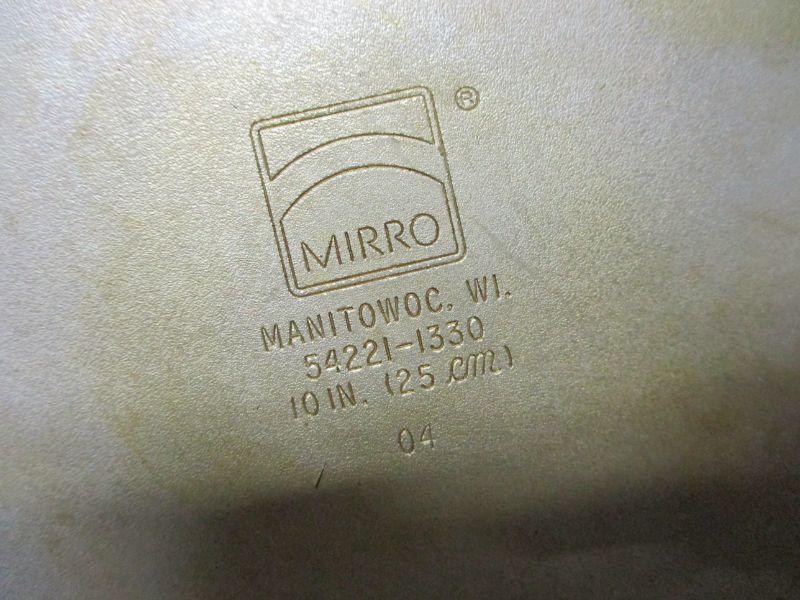 ®
MIRRO
MANITOWOC, WI.
54221-1330
10 IN. (25 cm)
04